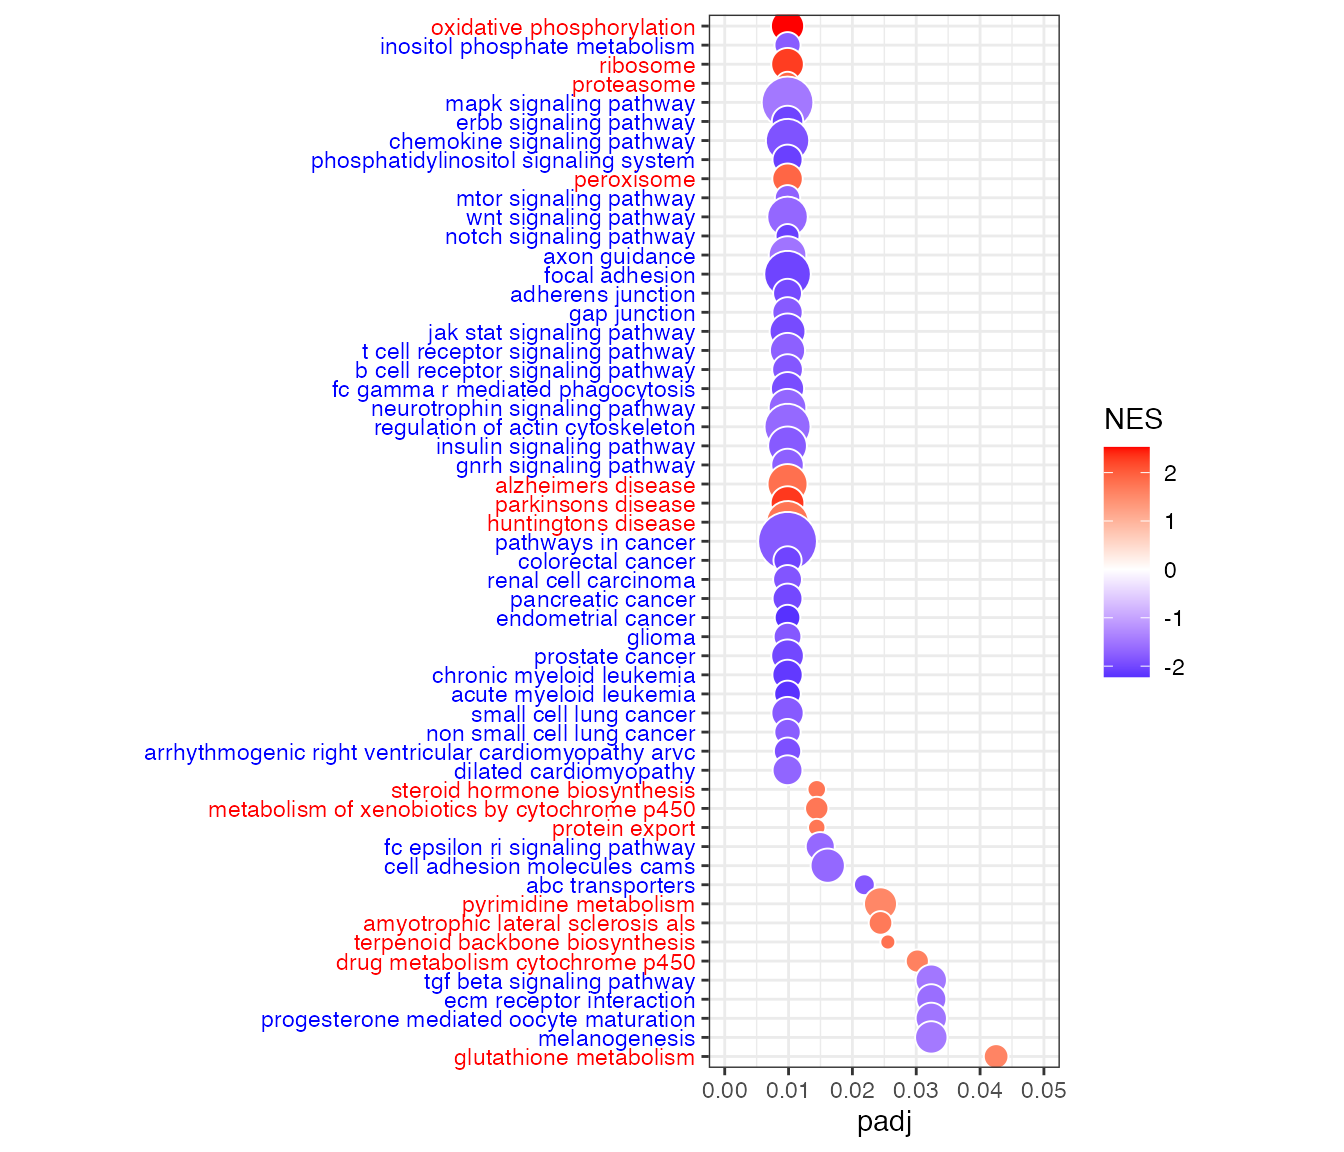 oxidative phosphorylation
inositol phosphate metabolism
ribosome
proteasome
mapk signaling pathway
erbb signaling pathway
chemokine signaling pathway
phosphatidylinositol signaling system
peroxisome
mtor signaling pathway
wnt signaling pathway
notch signaling pathway
axon guidance
focal adhesion
adherens junction
gap junction
jak stat signaling pathway
t cell receptor signaling pathway
b cell receptor signaling pathway
fc gamma r mediated phagocytosis
neurotrophin signaling pathway
regulation of actin cytoskeleton
insulin signaling pathway
gnrh signaling pathway
alzheimers disease
parkinsons disease
huntingtons disease
pathways in cancer
colorectal cancer
renal cell carcinoma
pancreatic cancer
endometrial cancer
glioma
prostate cancer
chronic myeloid leukemia
acute myeloid leukemia
small cell lung cancer
non small cell lung cancer
arrhythmogenic right ventricular cardiomyopathy arvc
dilated cardiomyopathy
steroid hormone biosynthesis
metabolism of xenobiotics by cytochrome p450
protein export
fc epsilon ri signaling pathway
cell adhesion molecules cams
abc transporters
pyrimidine metabolism
amyotrophic lateral sclerosis als
terpenoid backbone biosynthesis
drug metabolism cytochrome p450
tgf beta signaling pathway
ecm receptor interaction
progesterone mediated oocyte maturation
melanogenesis
glutathione metabolism
0.00 0.01 0.02 0.03 0.04 0.05
padj
NES
2
1
0
-1
-2